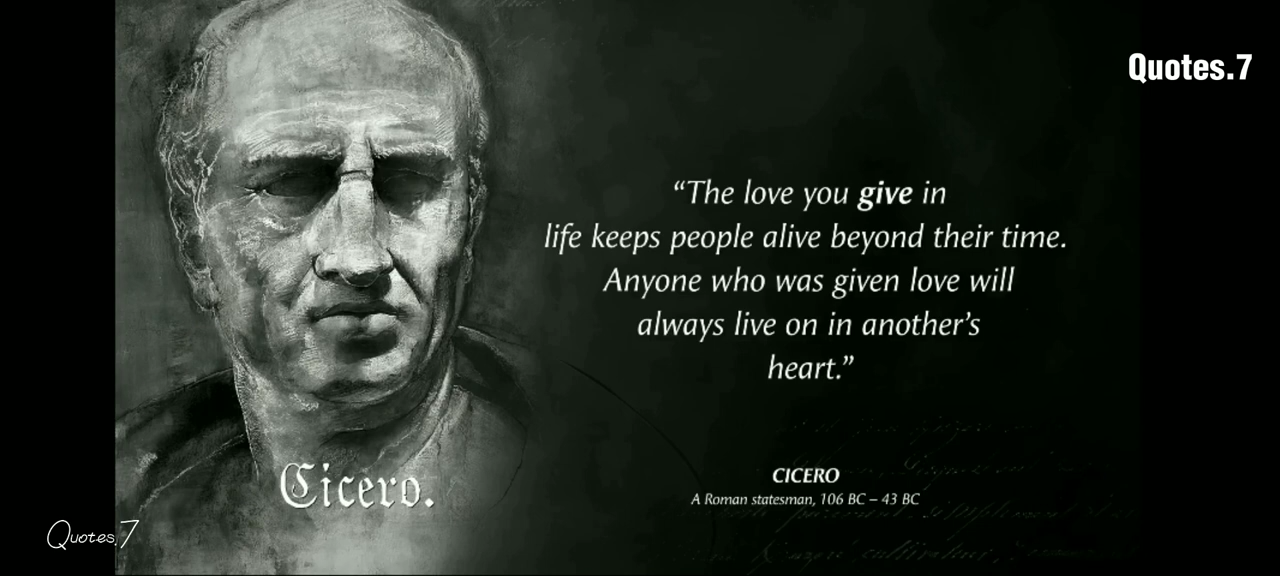 Quotes.7
“The love you give in
life keeps people alive beyond their time.
Anyone who was given love will
always live on in another’s
heart.”
CICERO
A Roman statesman, 106 BC – 43 BC
Cicero.
Quotes.7